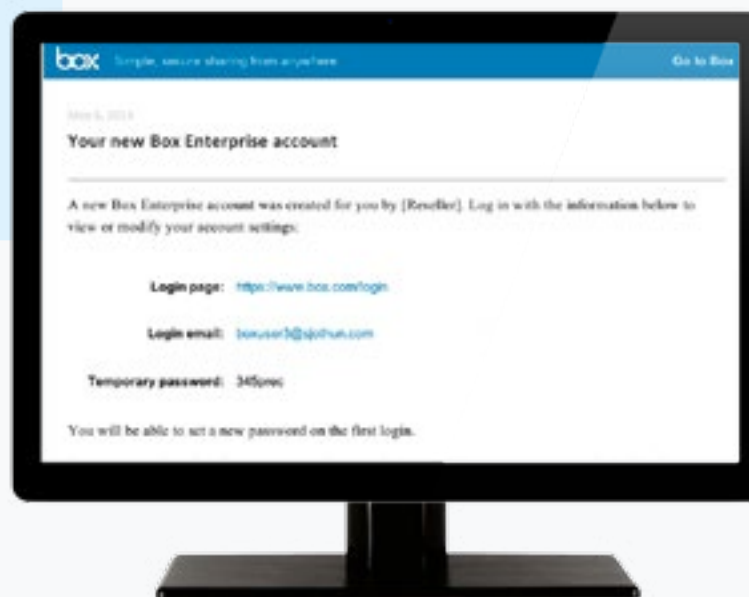 box Simple, secure sharing from anywhere Go to Box
Your new Box Enterprise account
A new Box Enterprise account was created for you by [Reseller]. Log in with the information below to
view or modify your account settings:
Login page: https://www.box.com/login
Login email:
Temporary password:
You will be able to set a new password on the first login.